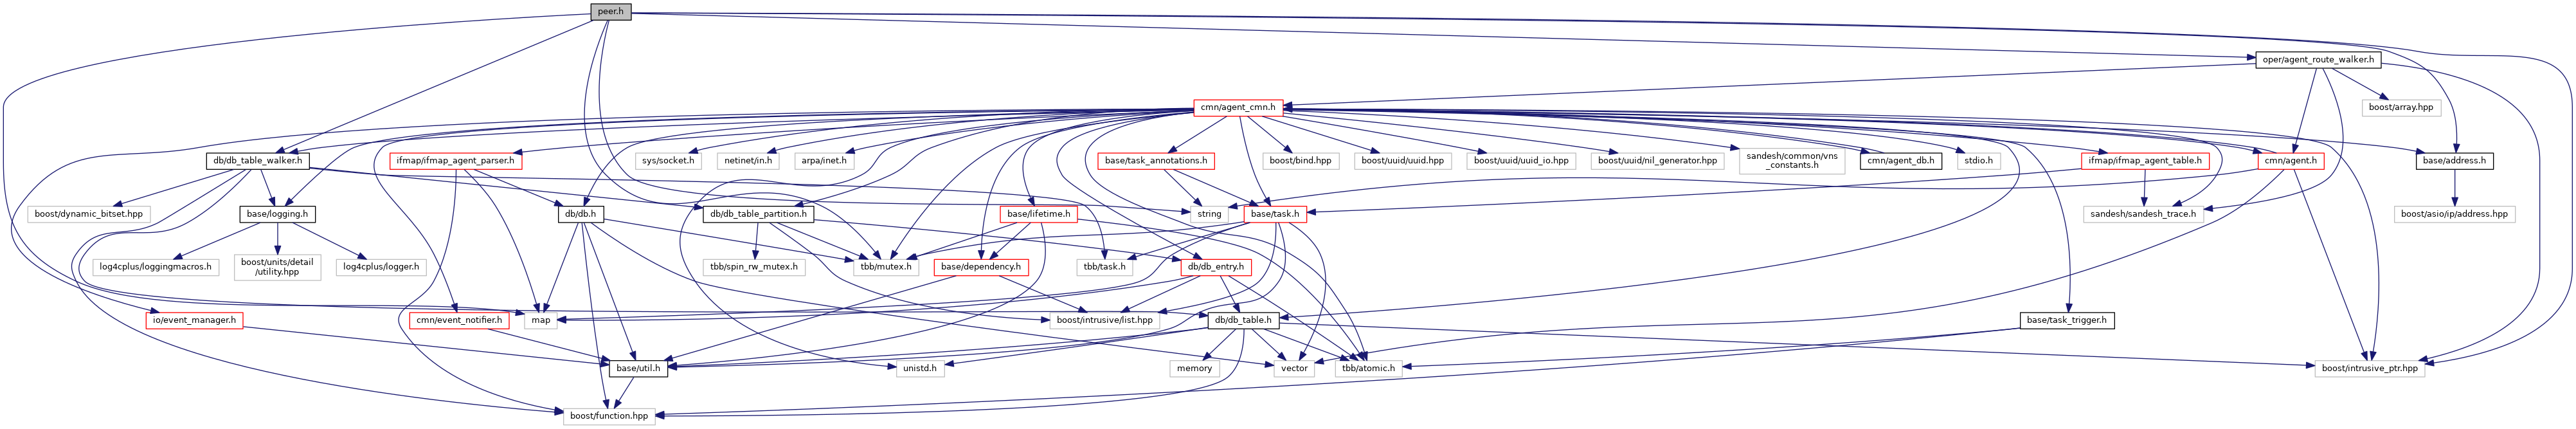 peer.h
oper/agent_route_walker.h
cmn/agent_cmn.h
boost/array.hpp
db/db_table_walker.h
ifmap/ifmap_agent_parser.h
sys/socket.h
netinet/in.h
arpa/inet.h
base/task_annotations.h
boost/bind.hpp
boost/uuid/uuid.hpp
boost/uuid/uuid_io.hpp
boost/uuid/nil_generator.hpp
sandesh/common/vns
_constants.h
cmn/agent_db.h
stdio.h
ifmap/ifmap_agent_table.h
cmn/agent.h
base/address.h
boost/dynamic_bitset.hpp
base/logging.h
db/db.h
db/db_table_partition.h
base/lifetime.h
string
base/task.h
sandesh/sandesh_trace.h
boost/asio/ip/address.hpp
log4cplus/loggingmacros.h
boost/units/detail
/utility.hpp
log4cplus/logger.h
tbb/spin_rw_mutex.h
tbb/mutex.h
base/dependency.h
tbb/task.h
db/db_entry.h
io/event_manager.h
cmn/event_notifier.h
map
boost/intrusive/list.hpp
db/db_table.h
base/task_trigger.h
base/util.h
unistd.h
memory
vector
tbb/atomic.h
boost/intrusive_ptr.hpp
boost/function.hpp